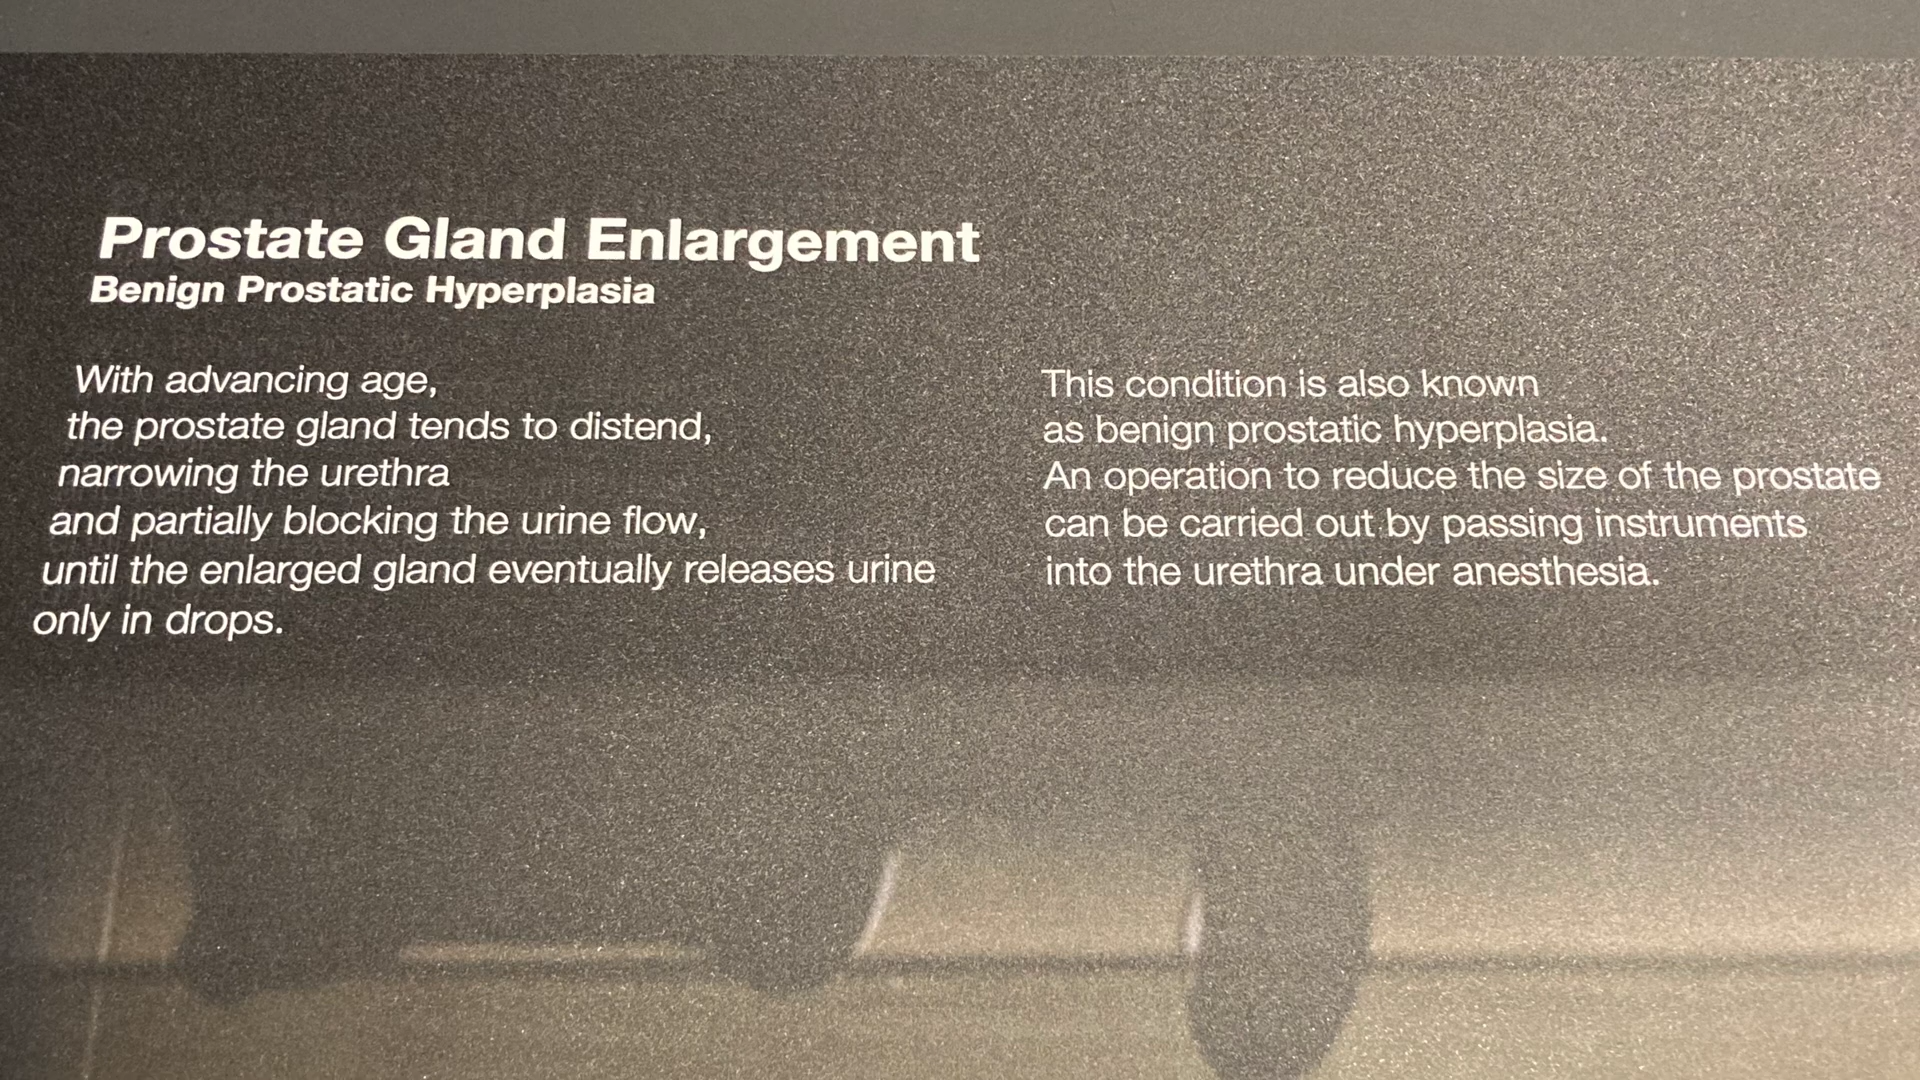 Prostate Gland Enlargement
Benign Prostatic Hyperplasia
With advancing age,
the prostate gland tends to distend,
narrowing the urethra
and partially blocking the urine flow,
until the enlarged gland eventually releases urine
only in drops.
This condition is also known
as benign prostatic hyperplasia.
An operation to reduce the size of the prostate
can be carried out by passing instruments
into the urethra under anesthesia.